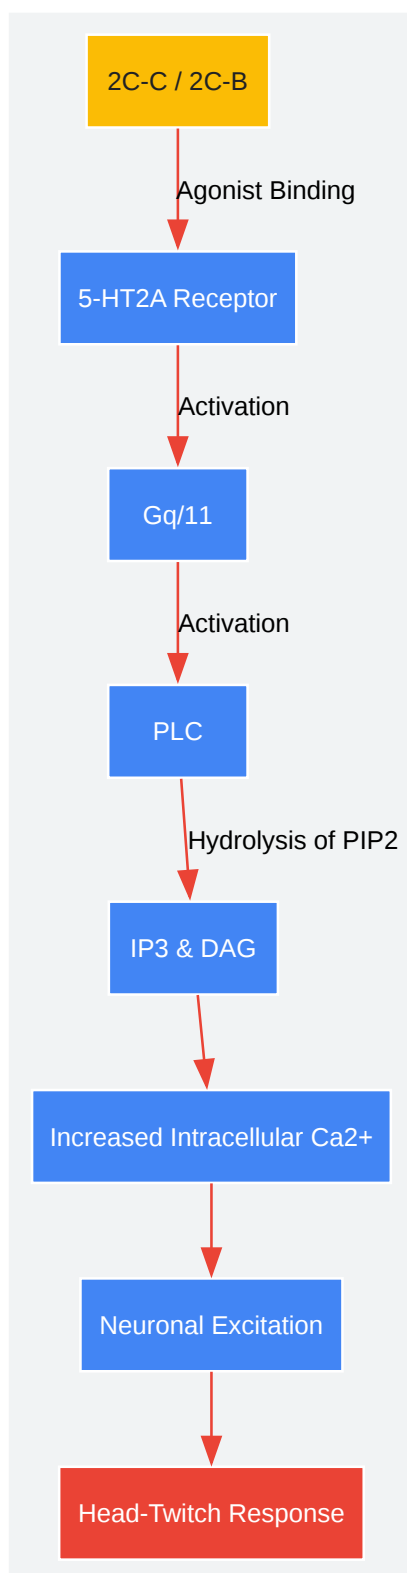 2C-C / 2C-B
Agonist Binding
5-HT2A Receptor
Activation
Gq/11
Activation
PLC
Hydrolysis of PIP2
IP3 & DAG
Increased Intracellular Ca2+
Neuronal Excitation
Head-Twitch Response